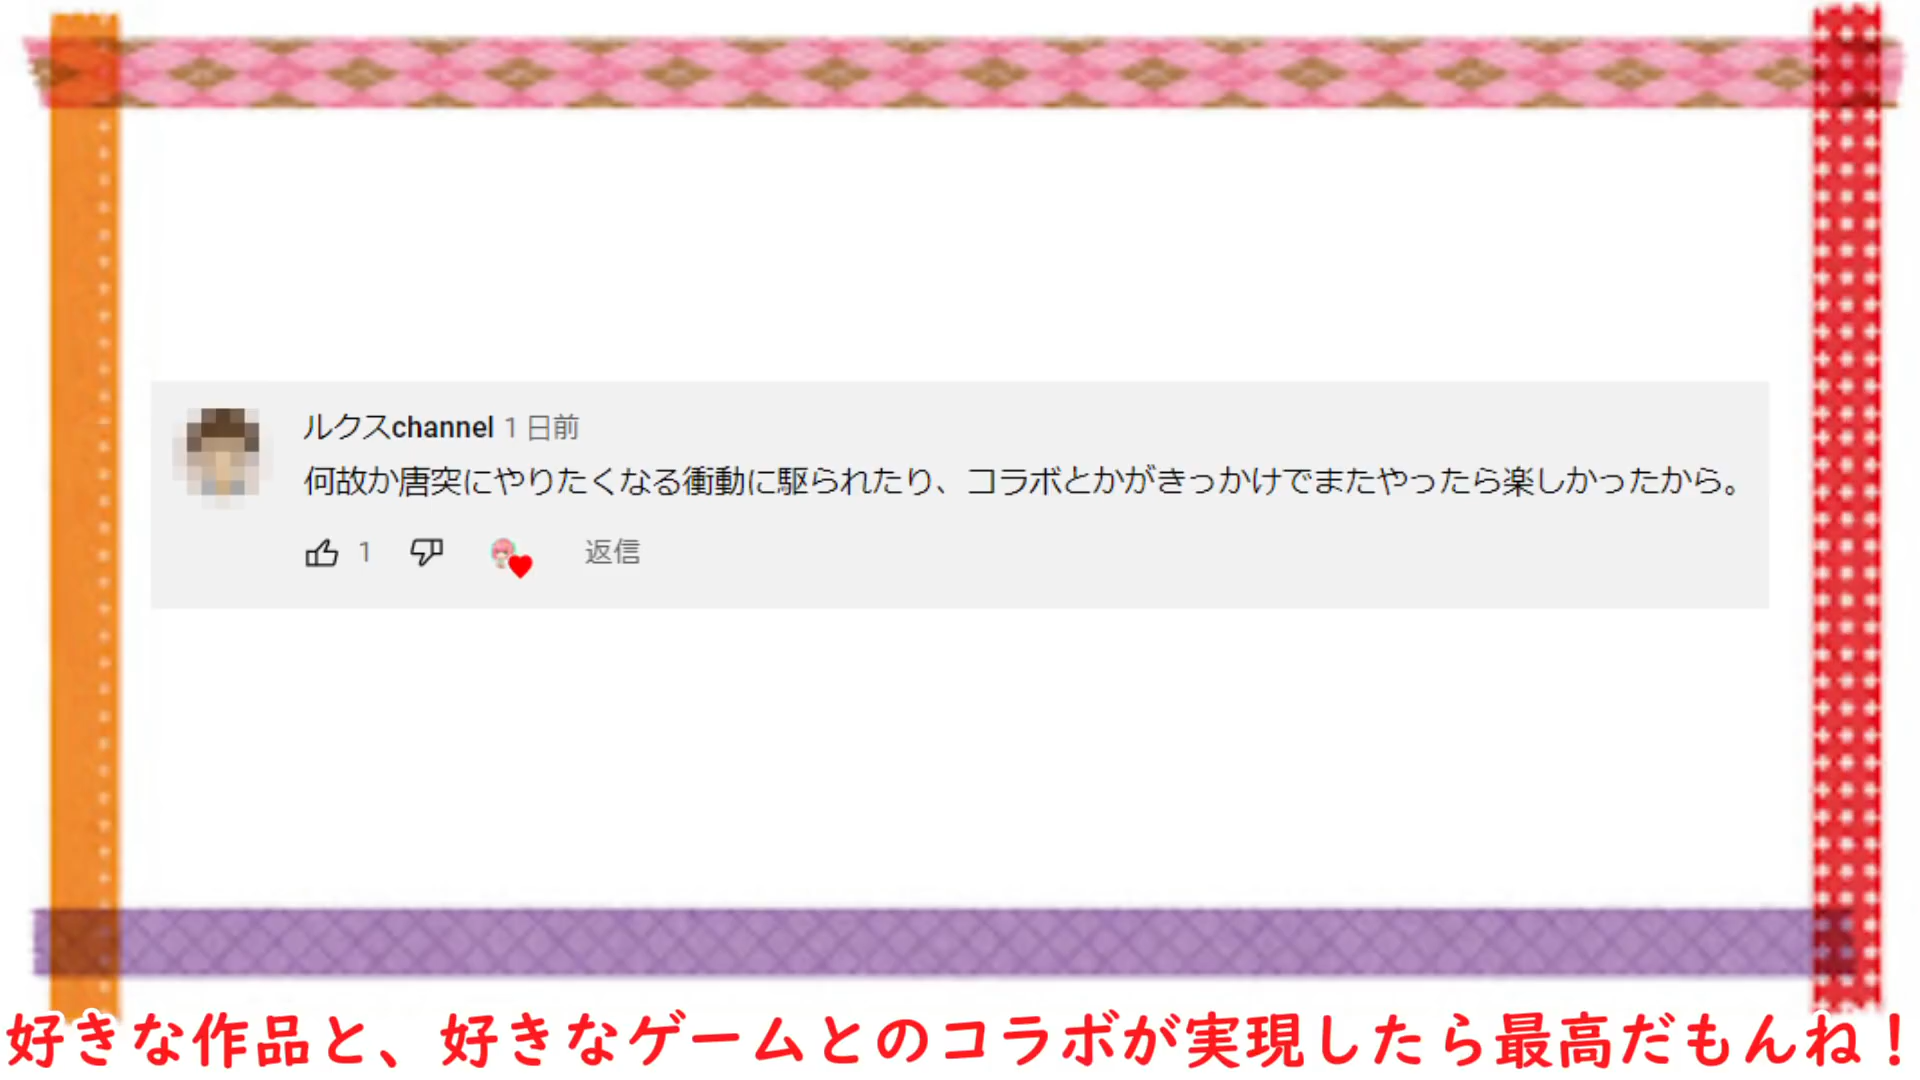 ルクスchannel 1 日前
何故か唐突にやりたくなる衝動に駆られたり、コラボとかがきっかけでまたやったら楽しかったから。
1 返信
好きな作品と、好きなゲームとのコラボが実現したら最高だもんね！